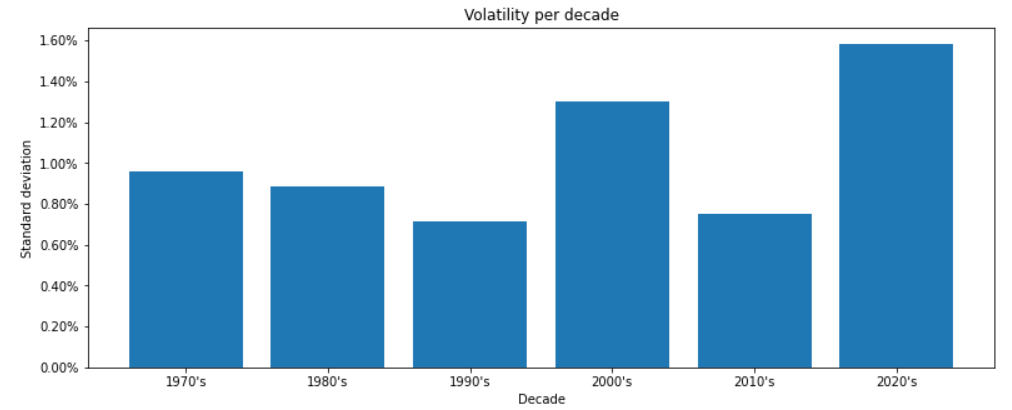 Volatility per decade
Standard deviation
1.60%
1.40%
1.20%
1.00%
0.80%
0.60%
0.40%
0.20%
0.00%
1970's 1980's 1990's 2000's 2010's 2020's
Decade